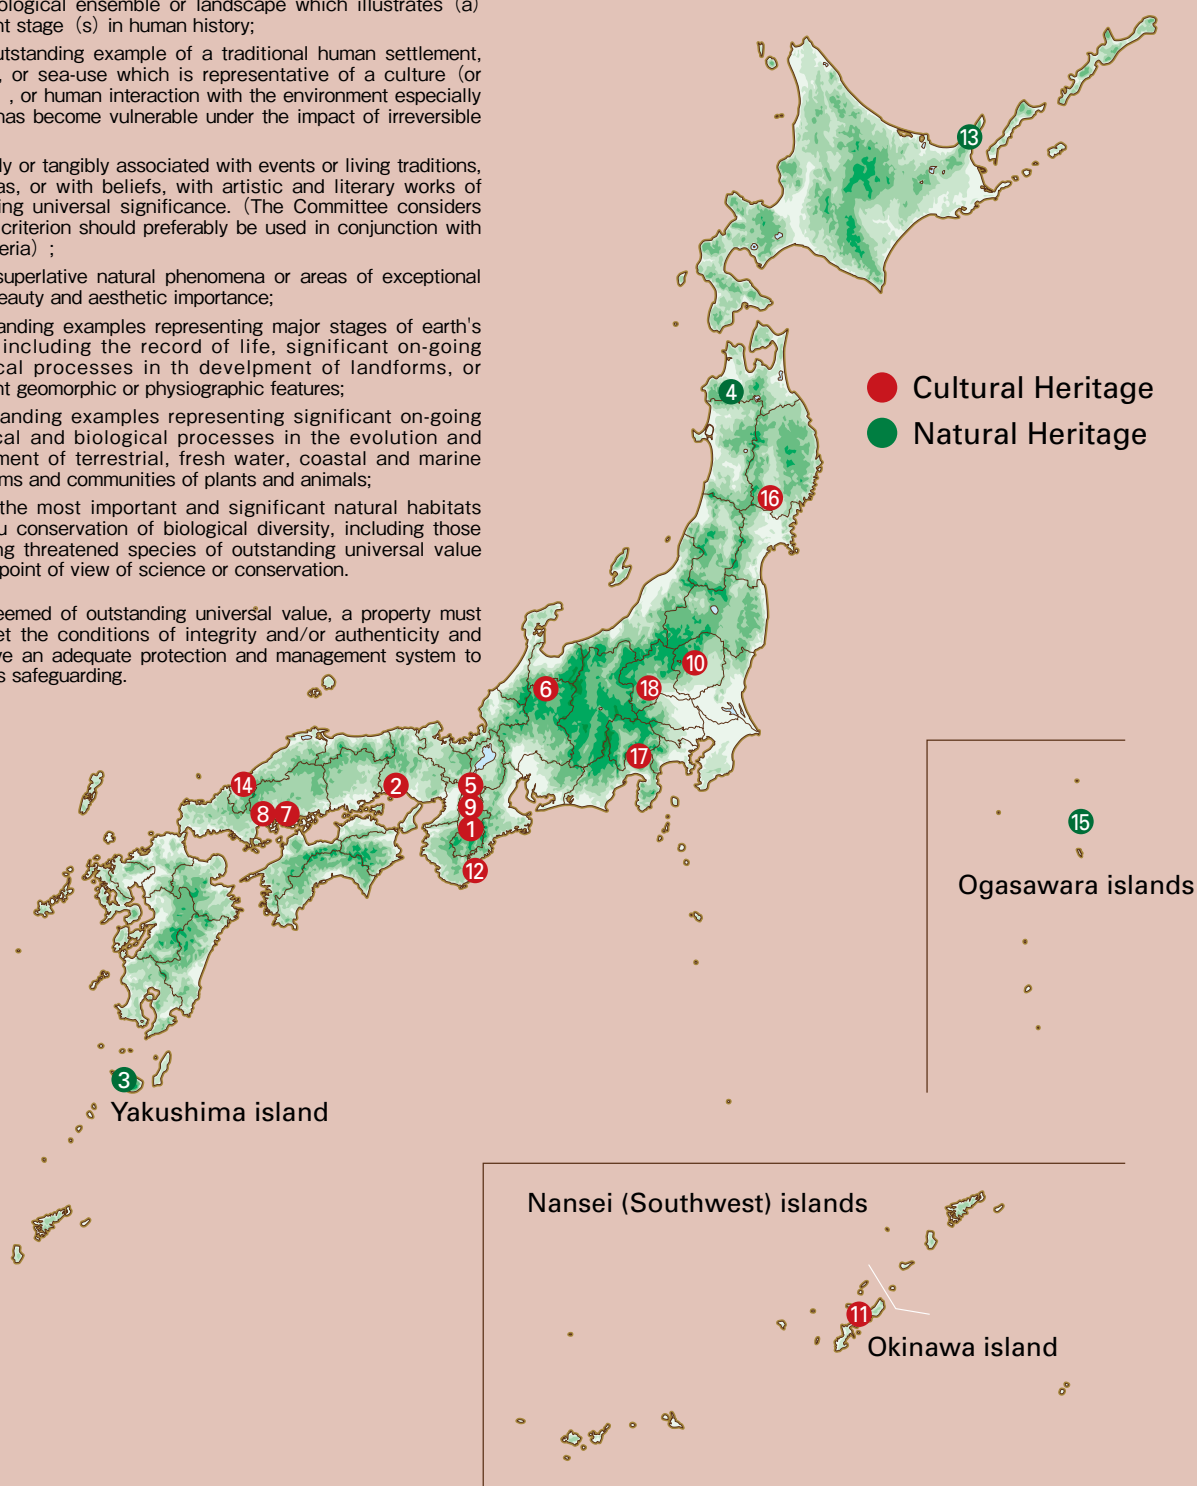 ological ensemble or landscape which illustrates (a)
nt stage (s) in human history;
utstanding example of a traditional human settlement,
, or sea-use which is representative of a culture (or
, or human interaction with the environment especially
has become vulnerable under the impact of irreversible
ly or tangibly associated with events or living traditions,
as, or with beliefs, with artistic and literary works of
ing universal significance. (The Committee considers
criterion should preferably be used in conjunction with
eria) ;
superlative natural phenomena or areas of exceptional
eauty and aesthetic importance;
anding examples representing major stages of earth's
including the record of life, significant on-going
cal processes in th develpment of landforms, or
nt geomorphic or physiographic features;
anding examples representing significant on-going
cal and biological processes in the evolution and
ment of terrestrial, fresh water, coastal and marine
ms and communities of plants and animals;
the most important and significant natural habitats
u conservation of biological diversity, including those
ng threatened species of outstanding universal value
point of view of science or conservation.
eemed of outstanding universal value, a property must
et the conditions of integrity and/or authenticity and
ve an adequate protection and management system to
s safeguarding.
13
4
Cultural Heritage
Natural Heritage
16
10
6
18
17
14
2
5
8
7
9
1
12
15
Ogasawara islands
3
Yakushima island
Nansei (Southwest) islands
11
Okinawa island